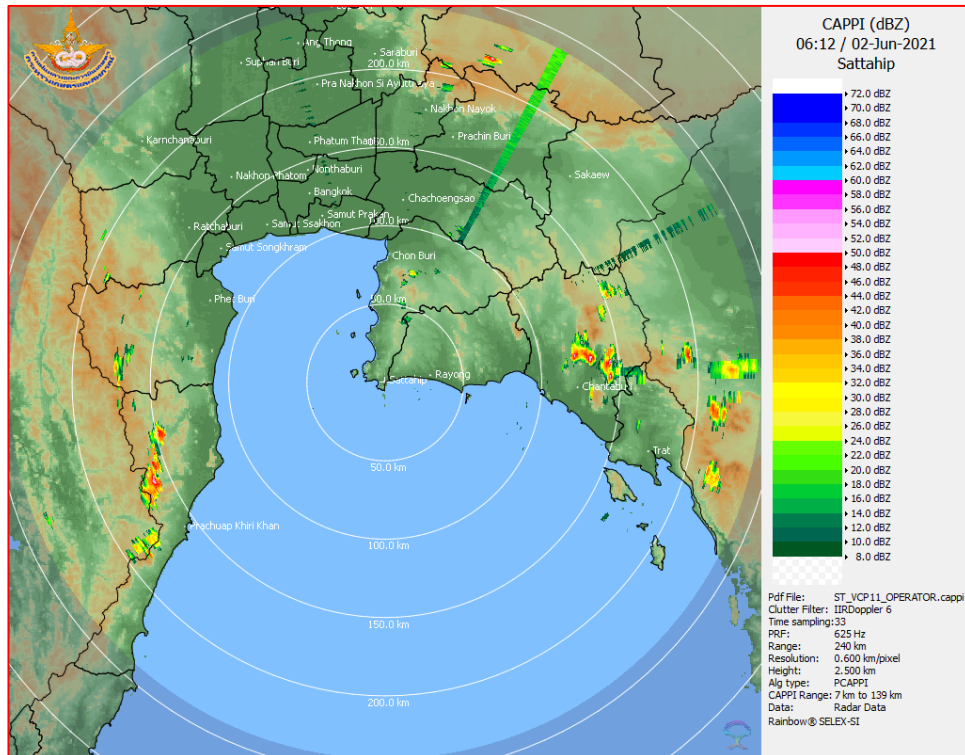 CAPPI (dBZ)
06:12 / 02-Jun-2021
Sattahip
72.0 dBZ
70.0 dBZ
68.0 dBZ
66.0 dBZ
64.0 dBZ
62.0 dBZ
60.0 dBZ
58.0 dBZ
56.0 dBZ
54.0 dBZ
52.0 dBZ
50.0 dBZ
48.0 dBZ
46.0 dBZ
44.0 dBZ
42.0 dBZ
40.0 dBZ
38.0 dBZ
36.0 dBZ
34.0 dBZ
32.0 dBZ
30.0 dBZ
28.0 dBZ
26.0 dBZ
24.0 dBZ
22.0 dBZ
20.0 dBZ
18.0 dBZ
16.0 dBZ
14.0 dBZ
12.0 dBZ
10.0 dBZ
8.0 dBZ
Pdf File: ST_VCP11_OPERATOR.cappi
Clutter Filter: IIRDoppler 6
Time sampling:33
PRF: 625 Hz
Range: 240 km
Resolution: 0.600 km/pixel
Height: 2.500 km
Alg type: PCAPPI
CAPPI Range: 7 km to 139 km
Data: Radar Data
Rainbow® SELEX-SI
Ang Thong
Saraburi
Suphan Buri
200.0 km
Pra Nakhon Si Ayutthaya
Nakhon Nayok
Prachin Buri
Karnchanaburi
Phatum Thani
Nonthaburi
Nakhon Phatom
Sakaew
Bangkok
Chachoengsao
Samut Prakan
Ratchaburi
Samut Ssakhon
Samut Songkhram
Chon Buri
Rayong
Sattahip
Trat
50.0 km
Prachuap Khiri Khan
100.0 km
150.0 km
200.0 km